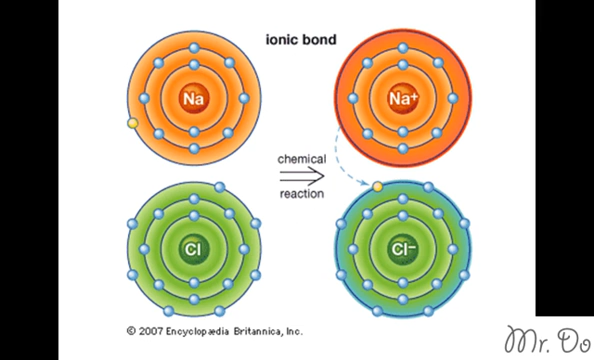 ionic bond
Na
Na+
chemical
reaction
Cl
Cl–
© 2007 Encyclopædia Britannica, Inc.
Mr. Do